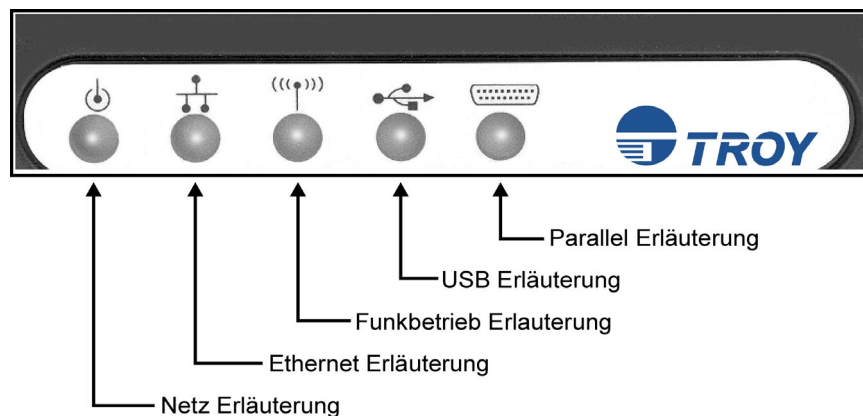 TROY
Parallel Erläuterung
USB Erläuterung
Funkbetrieb Erlauterung
Ethernet Erläuterung
Netz Erläuterung